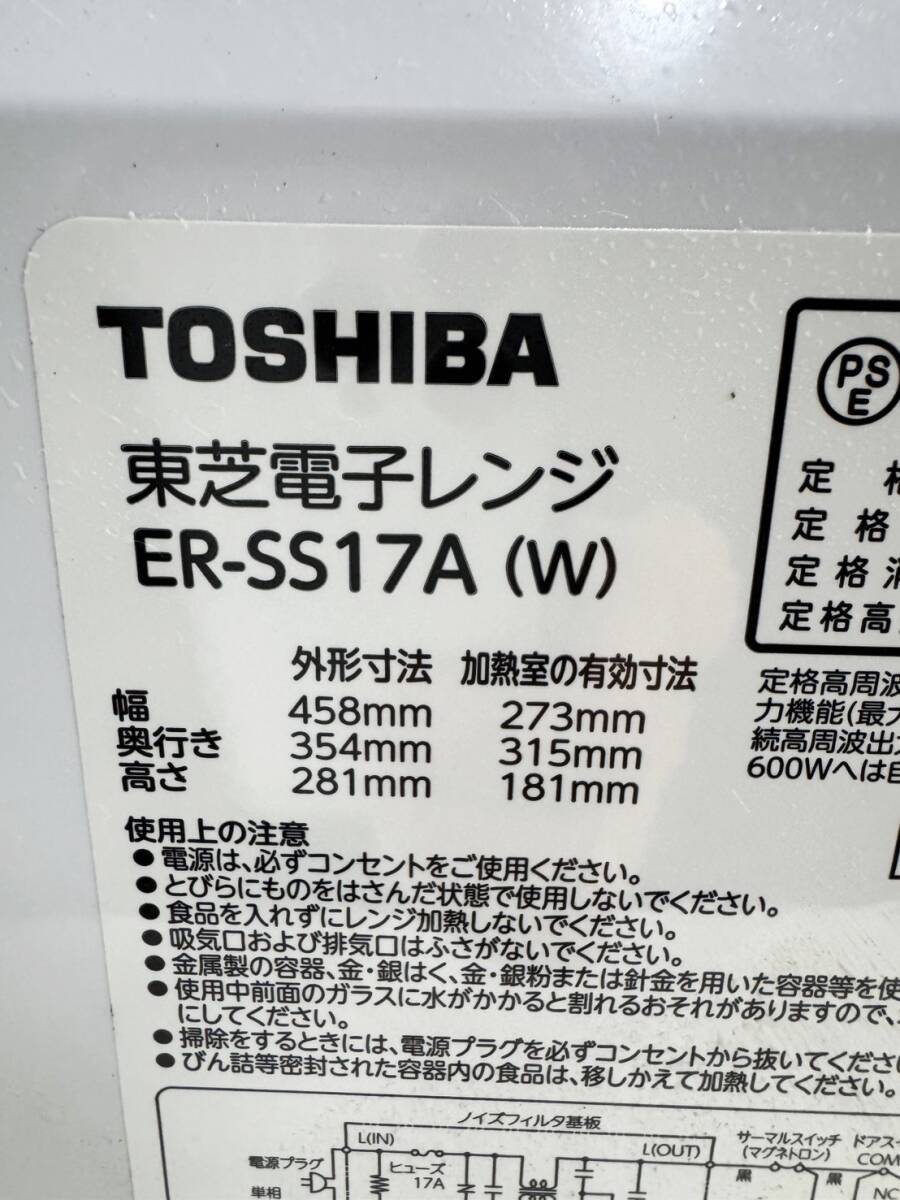 TOSHIBA
東芝電子レンジ
ER-SS17A (W)
外形寸法 加熱室の有効寸法
幅 458mm 273mm
奥行き 354mm 315mm
高さ 281mm 181mm
使用上の注意
●電源は、必ずコンセントをご使用ください。
●とびらにものをはさんだ状態で使用しないでください。
●食品を入れずにレンジ加熱しないでください。
●吸気口および排気口はふさがないでください。
●金属製の容器、金・銀はく、金・銀粉または針金を用いた容器等を使
●使用中前面のガラスに水がかかると割れるおそれがありますので、
にしてください。
●掃除をするときには、電源プラグを必ずコンセントから抜いてくださ
●びん詰等密封された容器内の食品は、移しかえて加熱してください。
PS
E
定 格
定 格
定格消
定格高
定格高周波
力機能(最大
続高周波出力
600Wへは自
ノイズフィルタ基板
L(IN)
L(OUT)
電源プラグ
単相
ヒューズ
17A
サーマルスイッチ
(マグネトロン)
黒
黒
ドアス
COM
NC